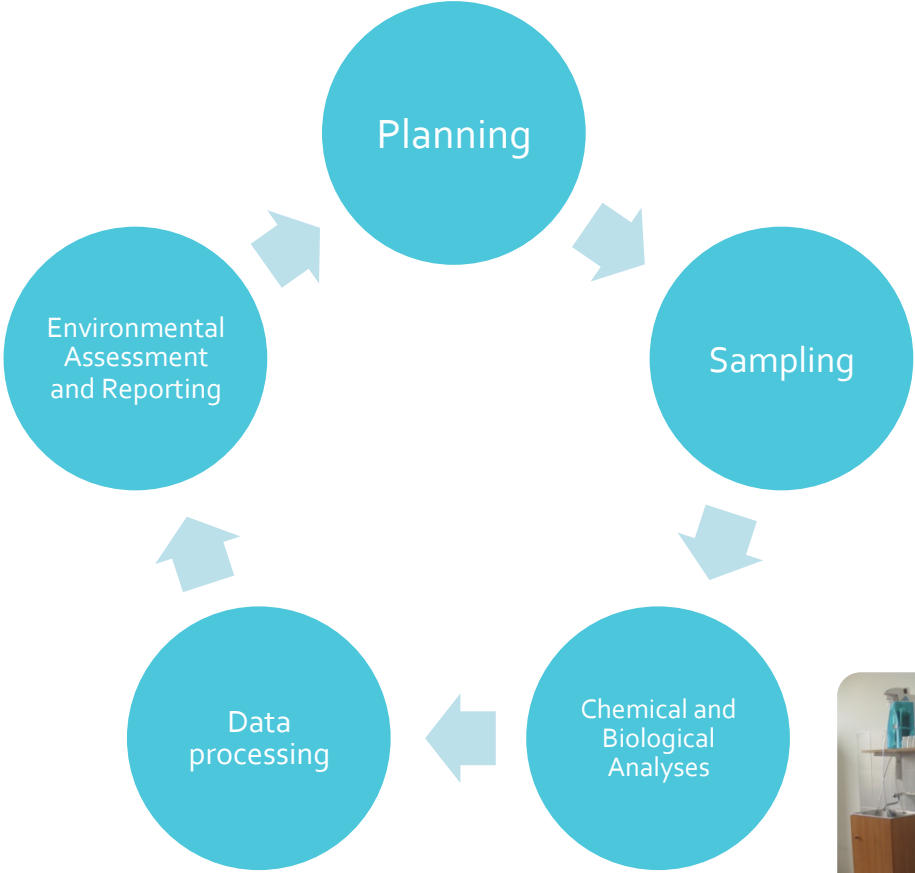 Planning
Sampling
Chemical and
Biological
Analyses
Data
processing
Environmental
Assessment
and Reporting